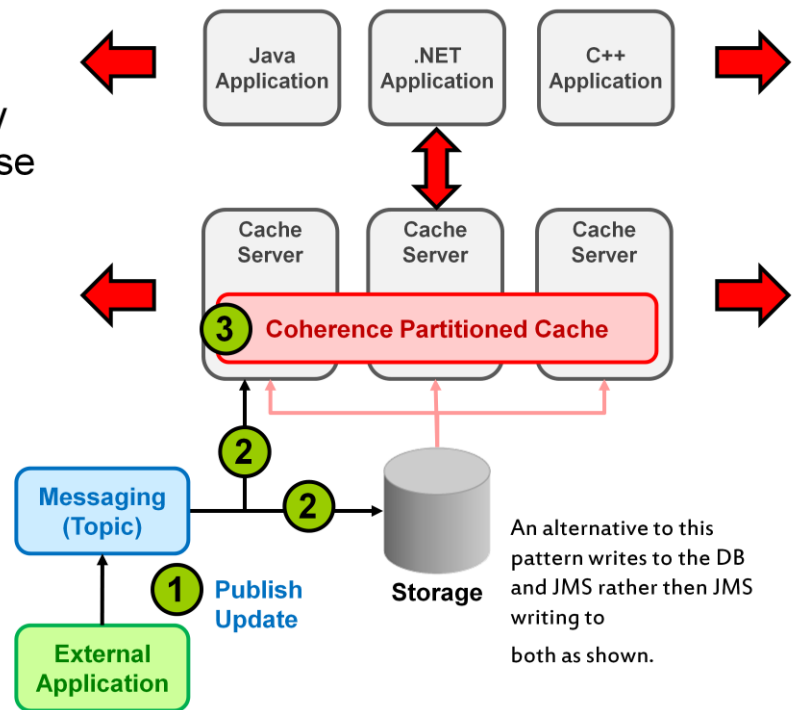 Java
Application
.NET
Application
C++
Application
se
Cache
Server
Cache
Server
Cache
Server
3
Coherence Partitioned Cache
2
2
Messaging
(Topic)
1
Publish
Update
External
Application
Storage
An alternative to this
pattern writes to the DB
and JMS rather then JMS
writing to
both as shown.